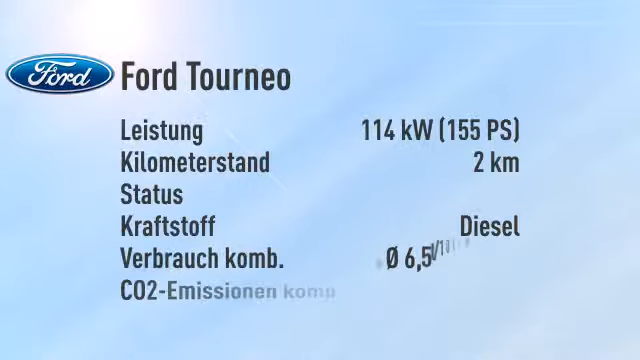 Ford Ford Tourneo
Leistung 114 kW (155 PS)
Kilometerstand 2 km
Status
Kraftstoff Diesel
Verbrauch komb. Ø 6,5
CO2-Emissionen komp